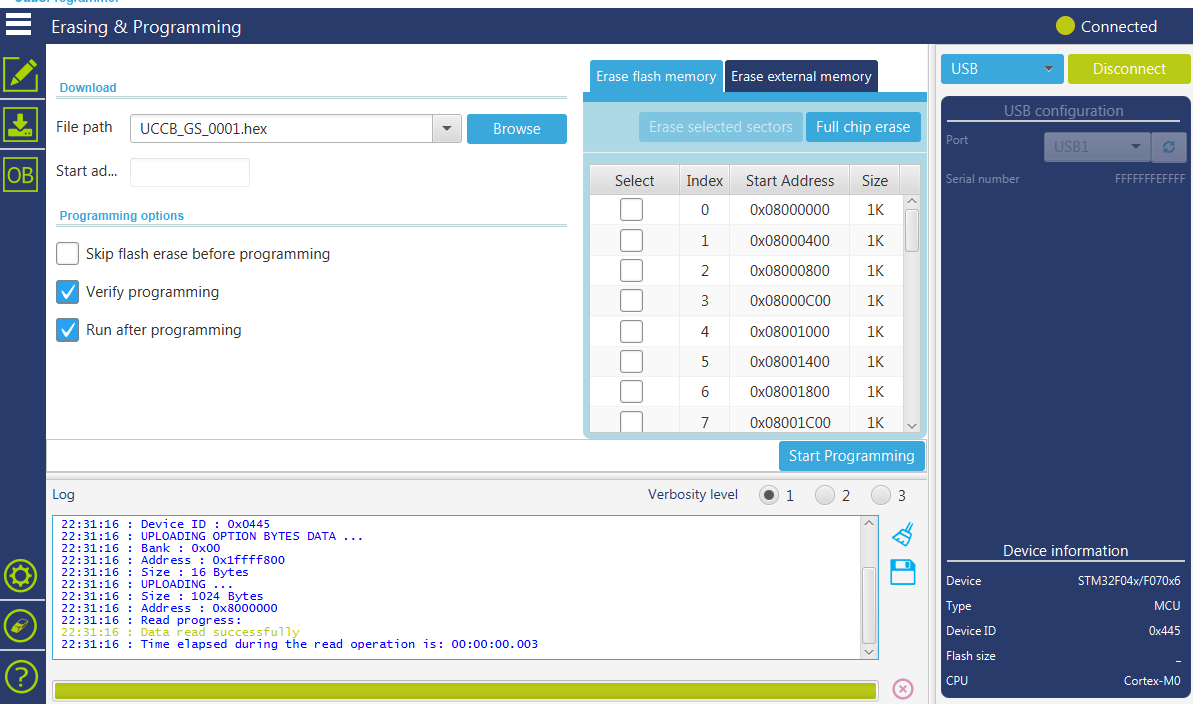 CubeProgrammer
Erasing & Programming
Connected
Download
File path
UCCB_GS_0001.hex
Browse
Start ad...
Programming options
Skip flash erase before programming
Verify programming
Run after programming
Erase flash memory
Erase external memory
Erase selected sectors
Full chip erase
Select Index Start Address Size
0 0x08000000 1K
1 0x08000400 1K
2 0x08000800 1K
3 0x08000C00 1K
4 0x08001000 1K
5 0x08001400 1K
6 0x08001800 1K
7 0x08001C00 1K
Start Programming
USB
Disconnect
USB configuration
Port USB1
Serial number FFFFFFFEFFFF
OB
Log
Verbosity level 1 2 3
22:31:16 : Device ID : 0x0445
22:31:16 : UPLOADING OPTION BYTES DATA ...
22:31:16 : Bank : 0x00
22:31:16 : Address : 0x1ffff800
22:31:16 : Size : 16 Bytes
22:31:16 : UPLOADING ...
22:31:16 : Size : 1024 Bytes
22:31:16 : Address : 0x8000000
22:31:16 : Read progress:
22:31:16 : Data read successfully
22:31:16 : Time elapsed during the read operation is: 00:00:00.003
Device information
Device STM32F04x/F070x6
Type MCU
Device ID 0x445
Flash size _
CPU Cortex-M0
?